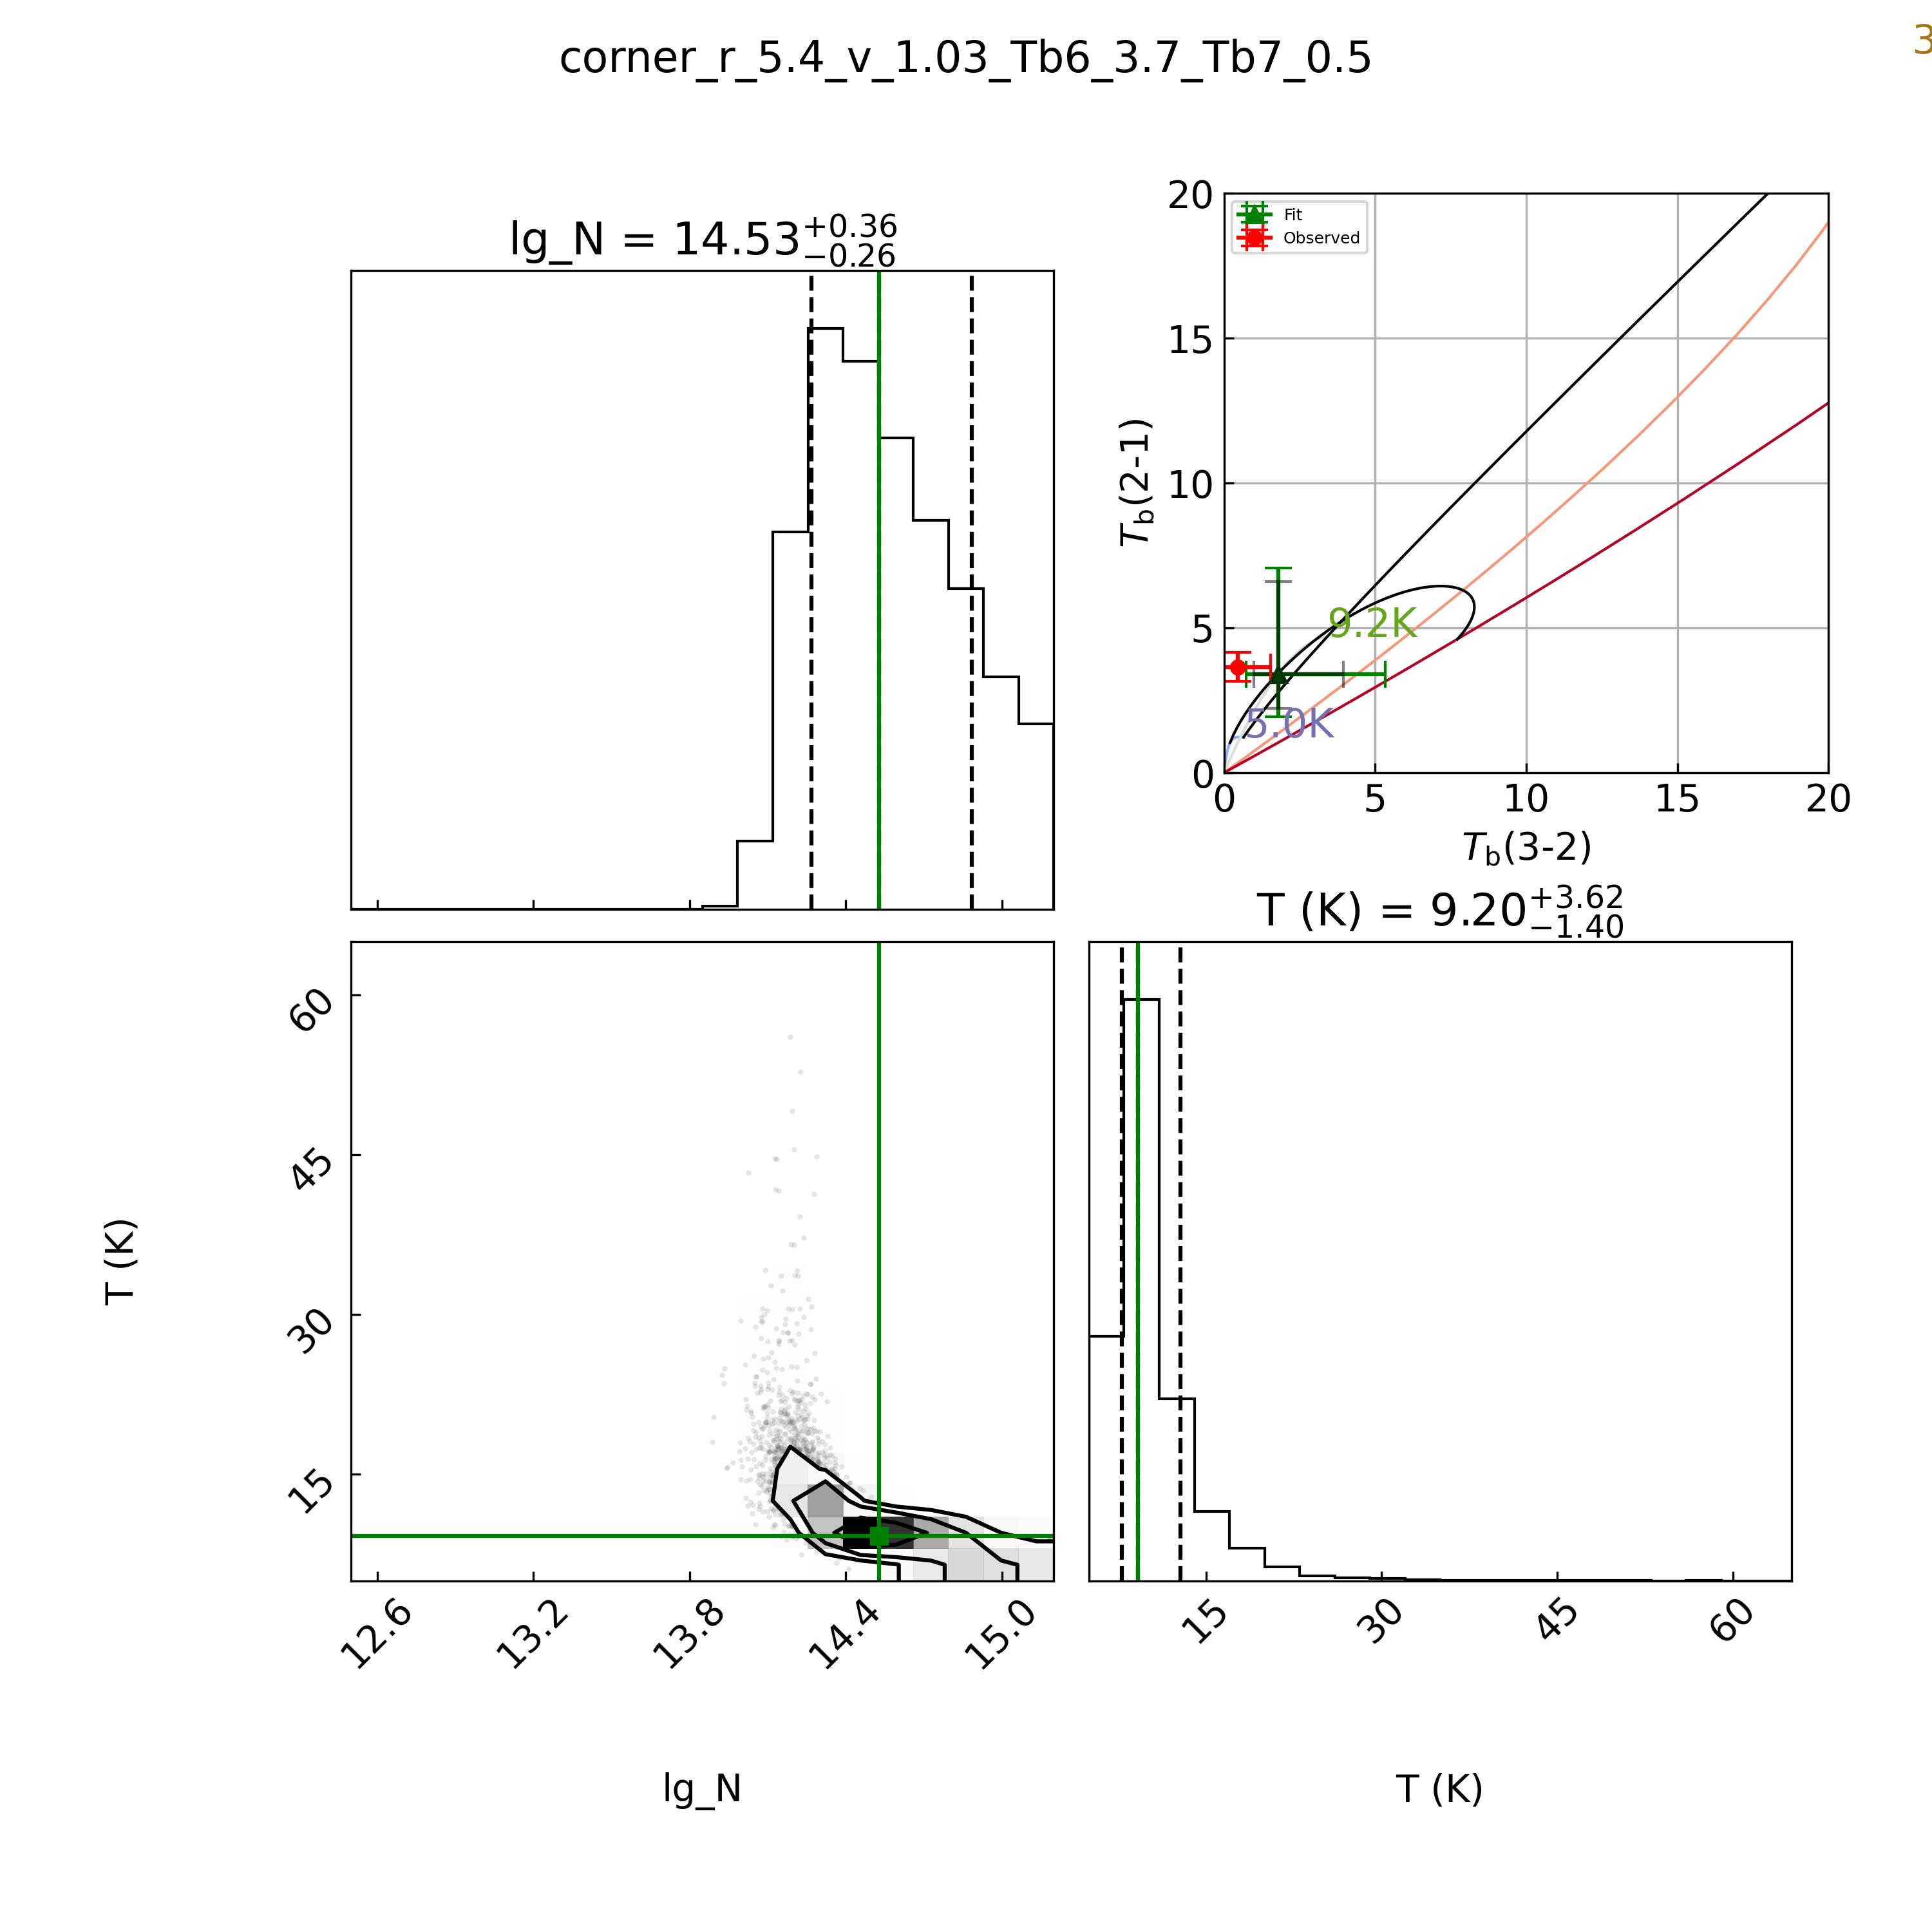 corner_r_5.4_v_1.03_Tb6_3.7_Tb7_0.5
3
lg_N = 14.53 +0.36 −0.26
20
15
10
5
0
T_b(2-1)
Fit
Observed
9.2K
5.0K
0 5 10 15 20
T_b(3-2)
T (K) = 9.20 +3.62 −1.40
60
45
30
15
T (K)
12.6 13.2 13.8 14.4 15.0
lg_N
15 30 45 60
T (K)